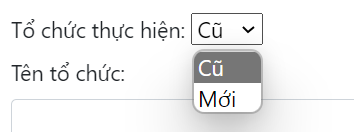 Tổ chức thực hiện: Cũ
Cũ
Tên tổ chức:
Mới